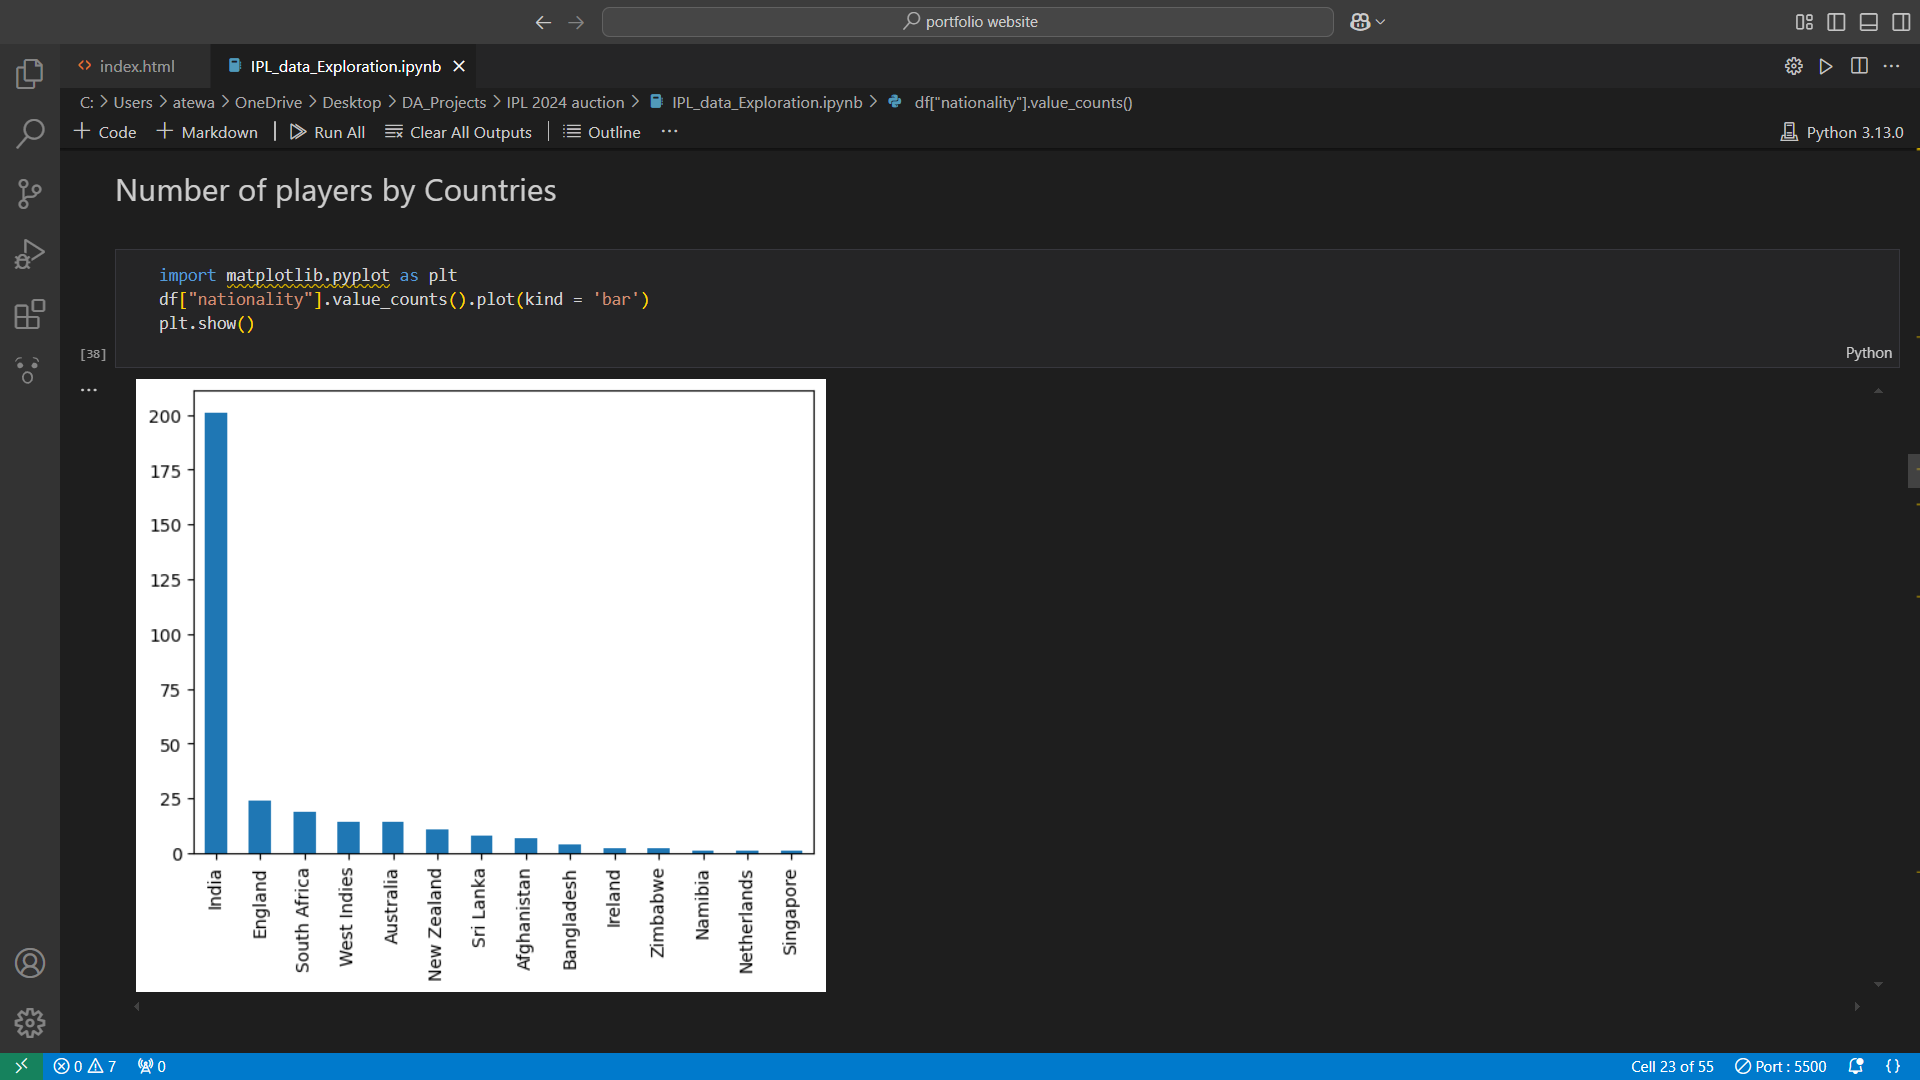 portfolio website
index.html
IPL_data_Exploration.ipynb
C: > Users > atewa > OneDrive > Desktop > DA_Projects > IPL 2024 auction > IPL_data_Exploration.ipynb > df["nationality"].value_counts()
+ Code + Markdown Run All Clear All Outputs Outline ... Python 3.13.0
Number of players by Countries
import matplotlib.pyplot as plt
df["nationality"].value_counts().plot(kind = 'bar')
plt.show()
[38]
Python
...
200
175
150
125
100
75
50
25
0
India
England
South Africa
West Indies
Australia
New Zealand
Sri Lanka
Afghanistan
Bangladesh
Ireland
Zimbabwe
Namibia
Netherlands
Singapore
0 7 0 Cell 23 of 55 Port : 5500 {}